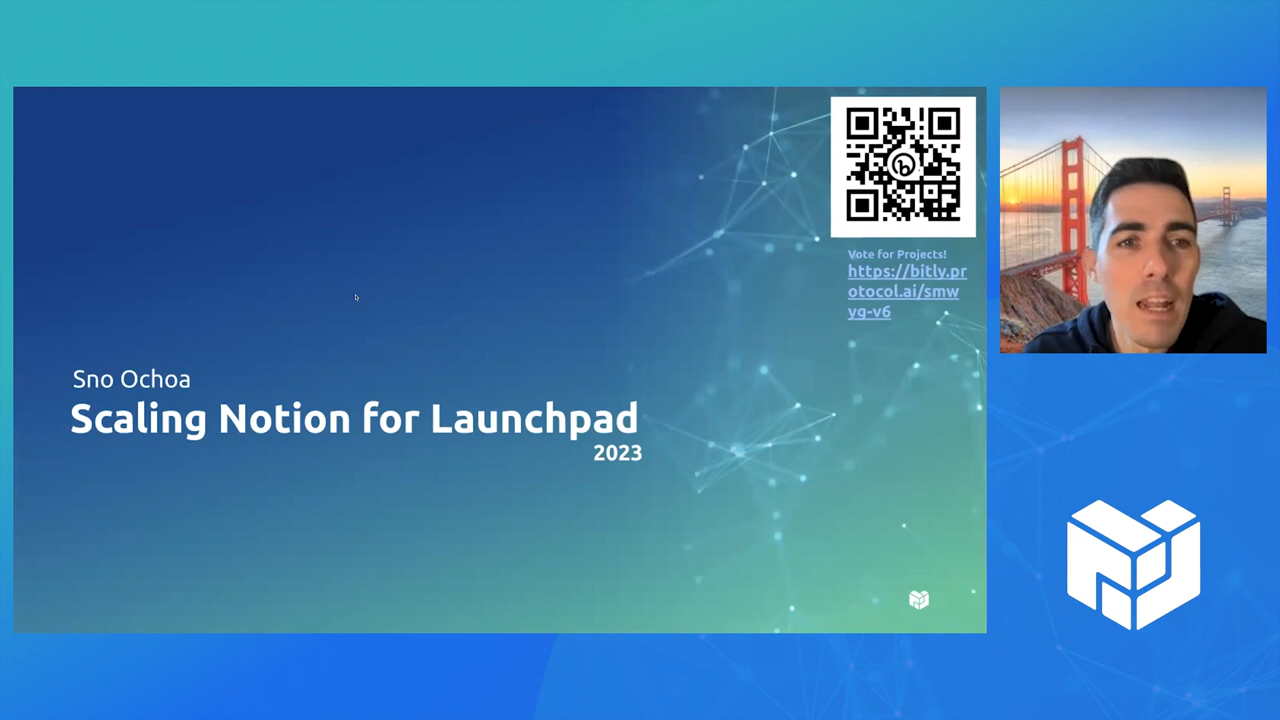 Vote for Projects!
https://bitly.pr
otocol.ai/smw
yg-v6
Sno Ochoa
Scaling Notion for Launchpad
2023